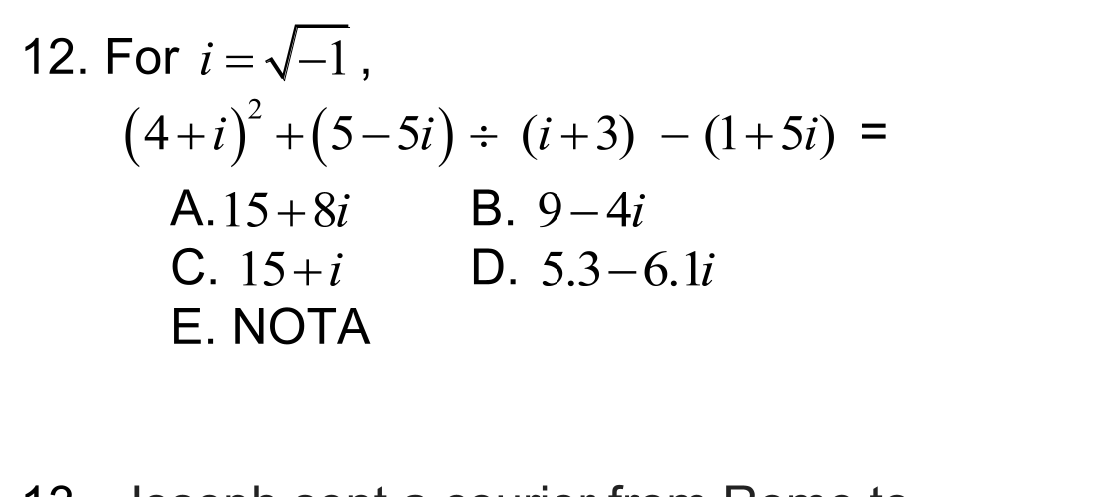 12. For i = √−1,
(4+i)² + (5−5i) ÷ (i+3) − (1+5i) =
A. 15+8i B. 9−4i
C. 15+i D. 5.3−6.1i
E. NOTA